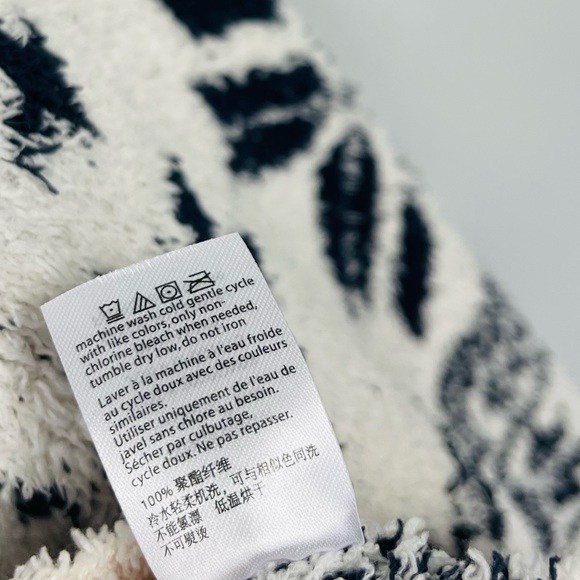 machine wash cold gentle cycle
with like colors, only non-
chlorine bleach when needed,
tumble dry low, do not iron
Laver à la machine à l'eau froide
au cycle doux avec des couleurs
similaires.
Utiliser uniquement de l'eau de
javel sans chlore au besoin.
Sécher par culbutage,
cycle doux. Ne pas repasser.
100% 聚酯纤维
冷水轻柔机洗，可与相似色同洗
不能氯漂 低温烘干
不可熨烫